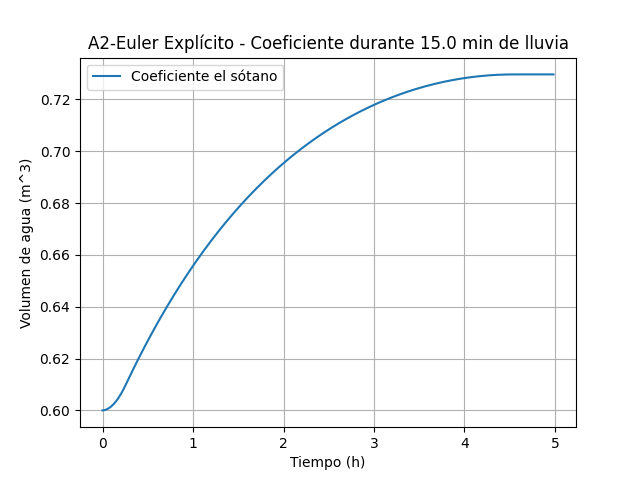 A2-Euler Explícito - Coeficiente durante 15.0 min de lluvia
Coeficiente el sótano
Volumen de agua (m^3)
0.72
0.70
0.68
0.66
0.64
0.62
0.60
0 1 2 3 4 5
Tiempo (h)